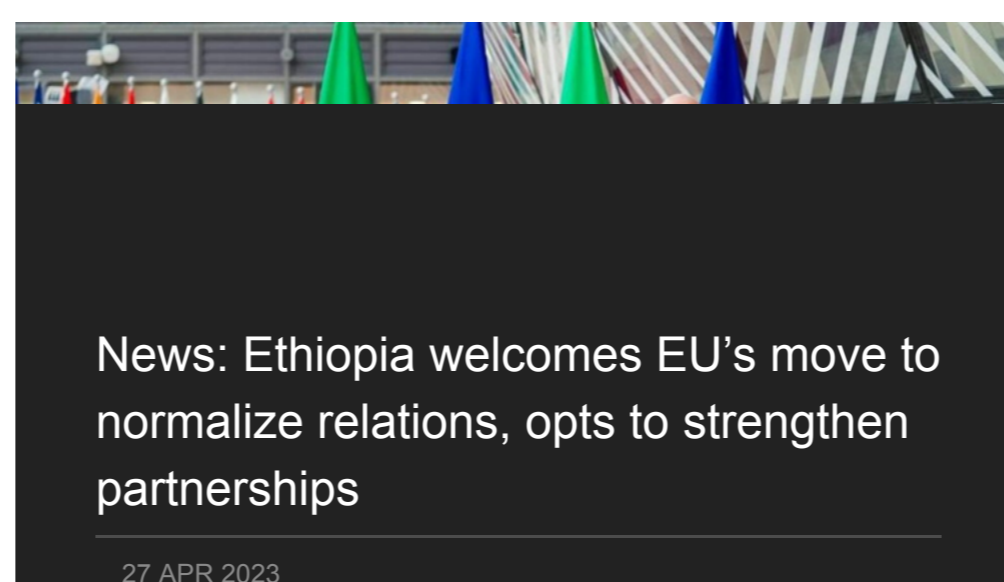 News: Ethiopia welcomes EU’s move to
normalize relations, opts to strengthen
partnerships
27 APR 2023